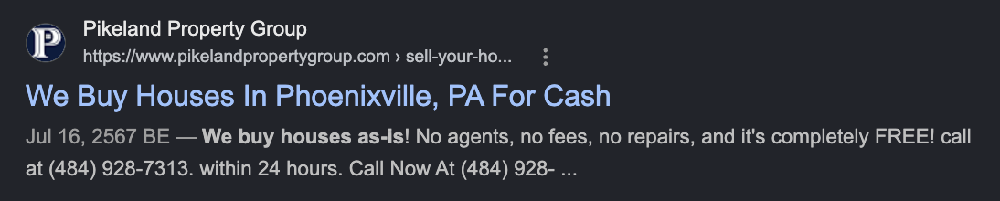 P
Pikeland Property Group
https://www.pikelandpropertygroup.com › sell-your-ho...
We Buy Houses In Phoenixville, PA For Cash
Jul 16, 2567 BE — We buy houses as-is! No agents, no fees, no repairs, and it's completely FREE! call
at (484) 928-7313. within 24 hours. Call Now At (484) 928- ...